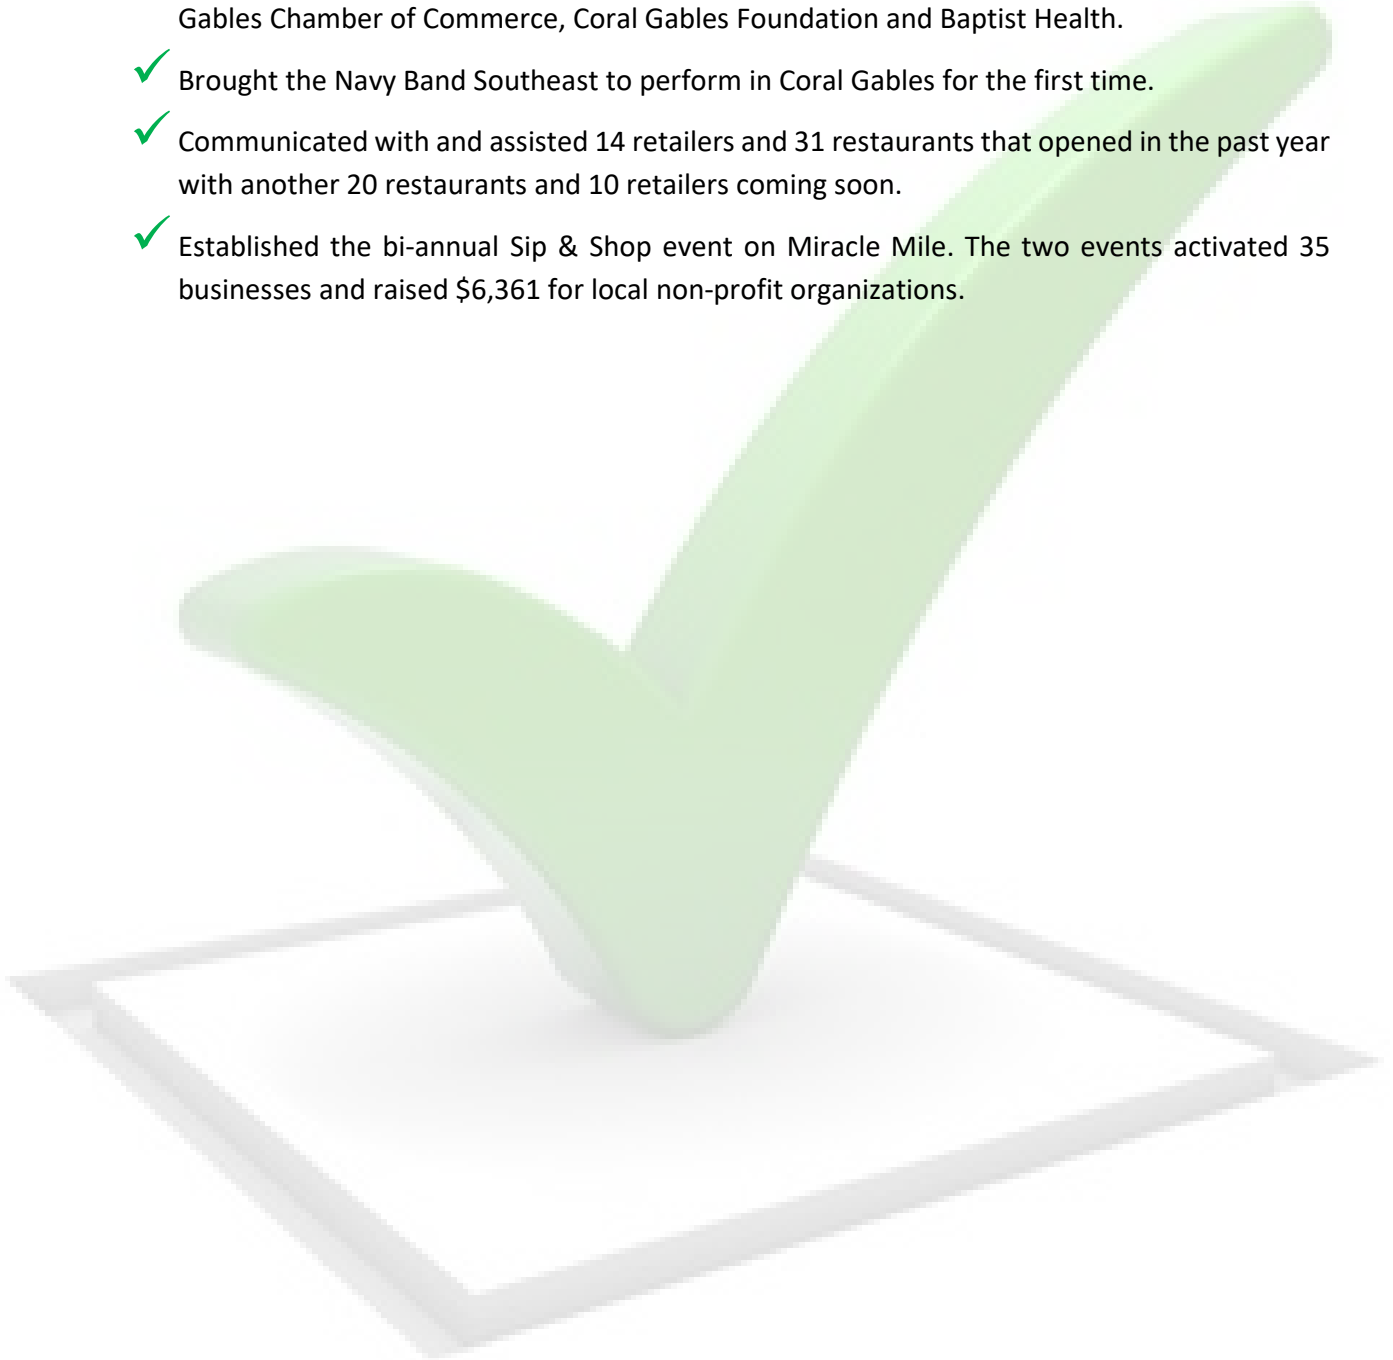 Gables Chamber of Commerce, Coral Gables Foundation and Baptist Health.
Brought the Navy Band Southeast to perform in Coral Gables for the first time.
Communicated with and assisted 14 retailers and 31 restaurants that opened in the past year
with another 20 restaurants and 10 retailers coming soon.
Established the bi-annual Sip & Shop event on Miracle Mile. The two events activated 35
businesses and raised $6,361 for local non-profit organizations.